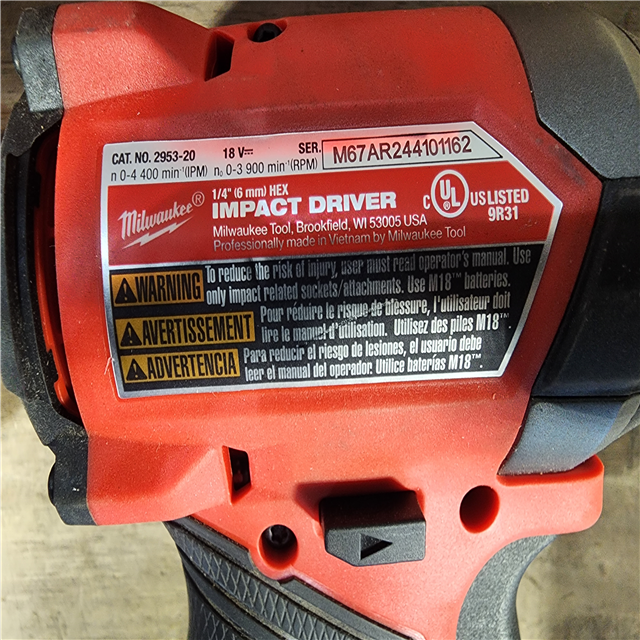 CAT. NO. 2953-20 18 V⎓ SER. M67AR244101162
n 0-4 400 min⁻¹(IPM) n₀ 0-3 900 min⁻¹(RPM)
Milwaukee®
1/4" (6 mm) HEX
IMPACT DRIVER
Milwaukee Tool, Brookfield, WI 53005 USA
Professionally made in Vietnam by Milwaukee Tool
C UL ® US LISTED
9R31
WARNING To reduce the risk of injury, user must read operator's manual. Use
only impact related sockets/attachments. Use M18™ batteries.
AVERTISSEMENT Pour réduire le risque de blessure, l'utilisateur doit
lire le manuel d'utilisation. Utilisez des piles M18™
ADVERTENCIA Para reducir el riesgo de lesiones, el usuario debe
leer el manual del operador. Utilice baterías M18™